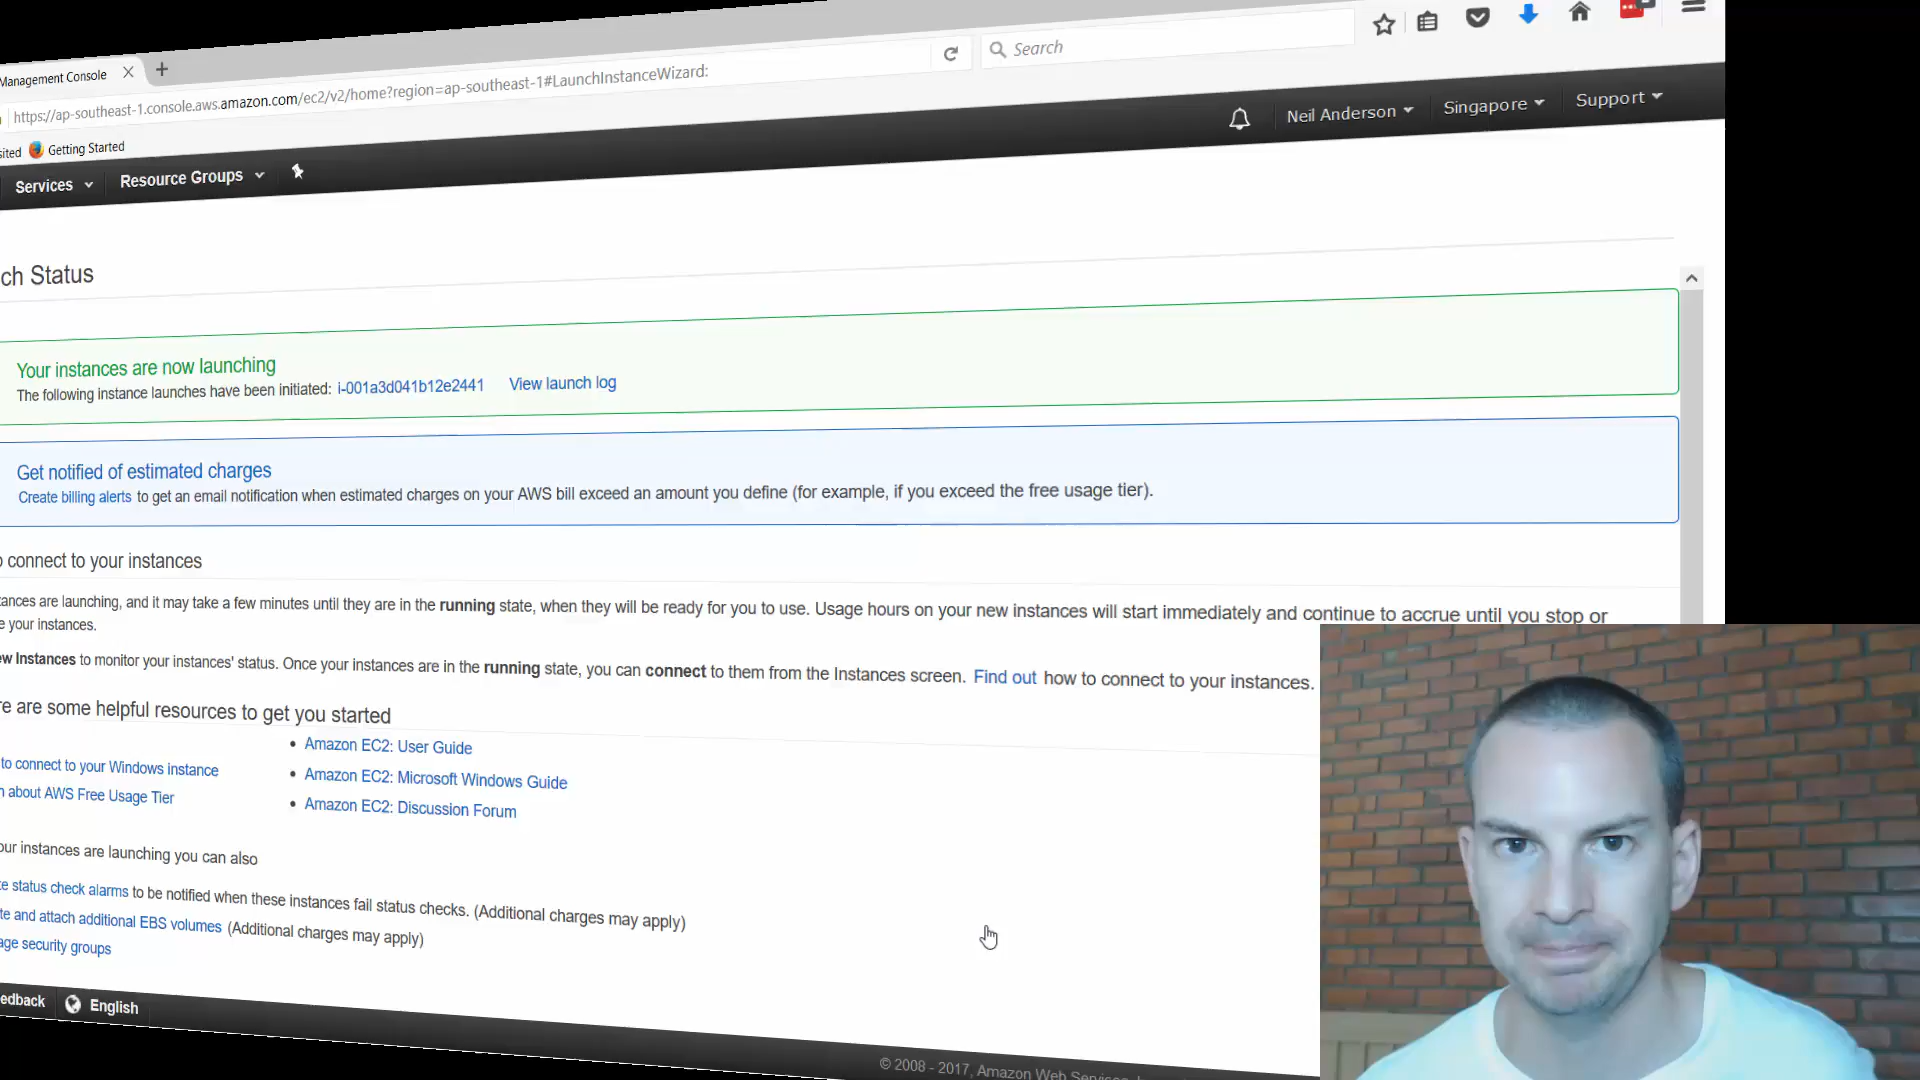 Management Console
Search
https://ap-southeast-1.console.aws.amazon.com/ec2/v2/home?region=ap-southeast-1#LaunchInstanceWizard:
sited Getting Started
Services Resource Groups Neil Anderson Singapore Support
ch Status
Your instances are now launching
The following instance launches have been initiated: i-001a3d041b12e2441 View launch log
Get notified of estimated charges
Create billing alerts to get an email notification when estimated charges on your AWS bill exceed an amount you define (for example, if you exceed the free usage tier).
o connect to your instances
ances are launching, and it may take a few minutes until they are in the running state, when they will be ready for you to use. Usage hours on your new instances will start immediately and continue to accrue until you stop or
e your instances.
ew Instances to monitor your instances' status. Once your instances are in the running state, you can connect to them from the Instances screen. Find out how to connect to your instances.
re are some helpful resources to get you started
Amazon EC2: User Guide
to connect to your Windows instance
Amazon EC2: Microsoft Windows Guide
n about AWS Free Usage Tier
Amazon EC2: Discussion Forum
our instances are launching you can also
te status check alarms to be notified when these instances fail status checks. (Additional charges may apply)
te and attach additional EBS volumes (Additional charges may apply)
age security groups
edback English
© 2008 - 2017, Amazon Web Services,